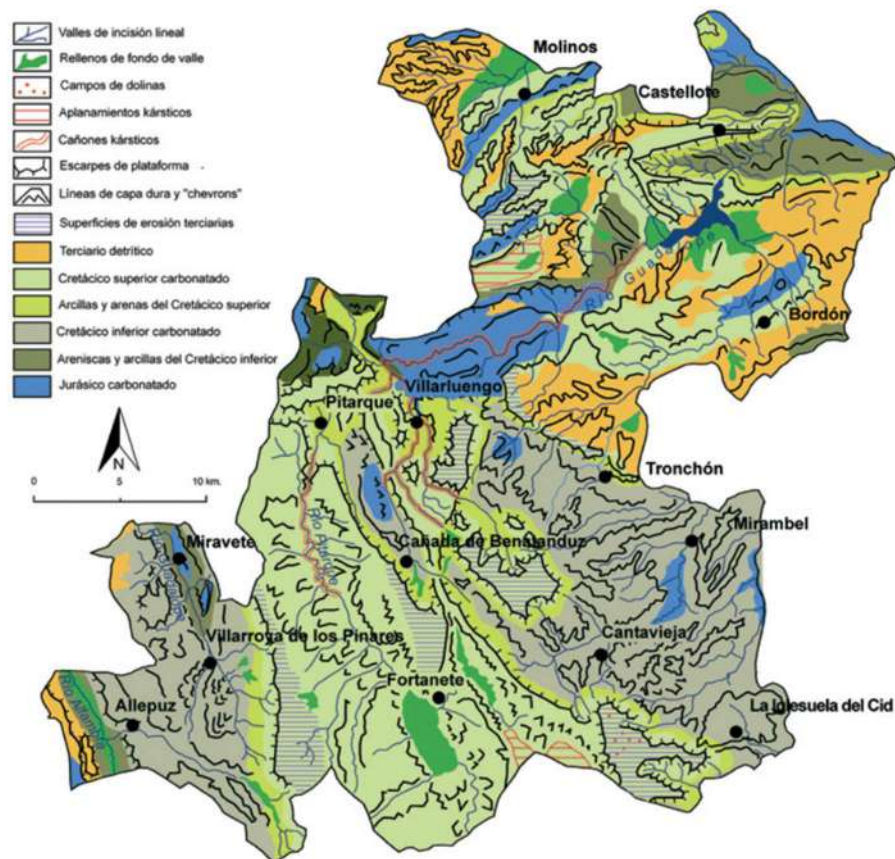 Valles de incisión lineal
Rellenos de fondo de valle
Campos de dolinas
Aplanamientos kársticos
Cañones kársticos
Escarpes de plataforma
Líneas de capa dura y "chevrons"
Superficies de erosión terciarias
Terciario detrítico
Cretácico superior carbonatado
Arcillas y arenas del Cretácico superior
Cretácico inferior carbonatado
Areniscas y arcillas del Cretácico inferior
Jurásico carbonatado
N
0 5 10 km.
Molinos
Castellote
Río Guadalope
Bordón
Villarluengo
Pitarque
Tronchón
Mirambel
Río Pitarque
Cañada de Benatanduz
Miravete
Río Guadalope
Villarroya de los Pinares
Cantavieja
Fortanete
La Iglesuela del Cid
Río Alfambra
Allepuz